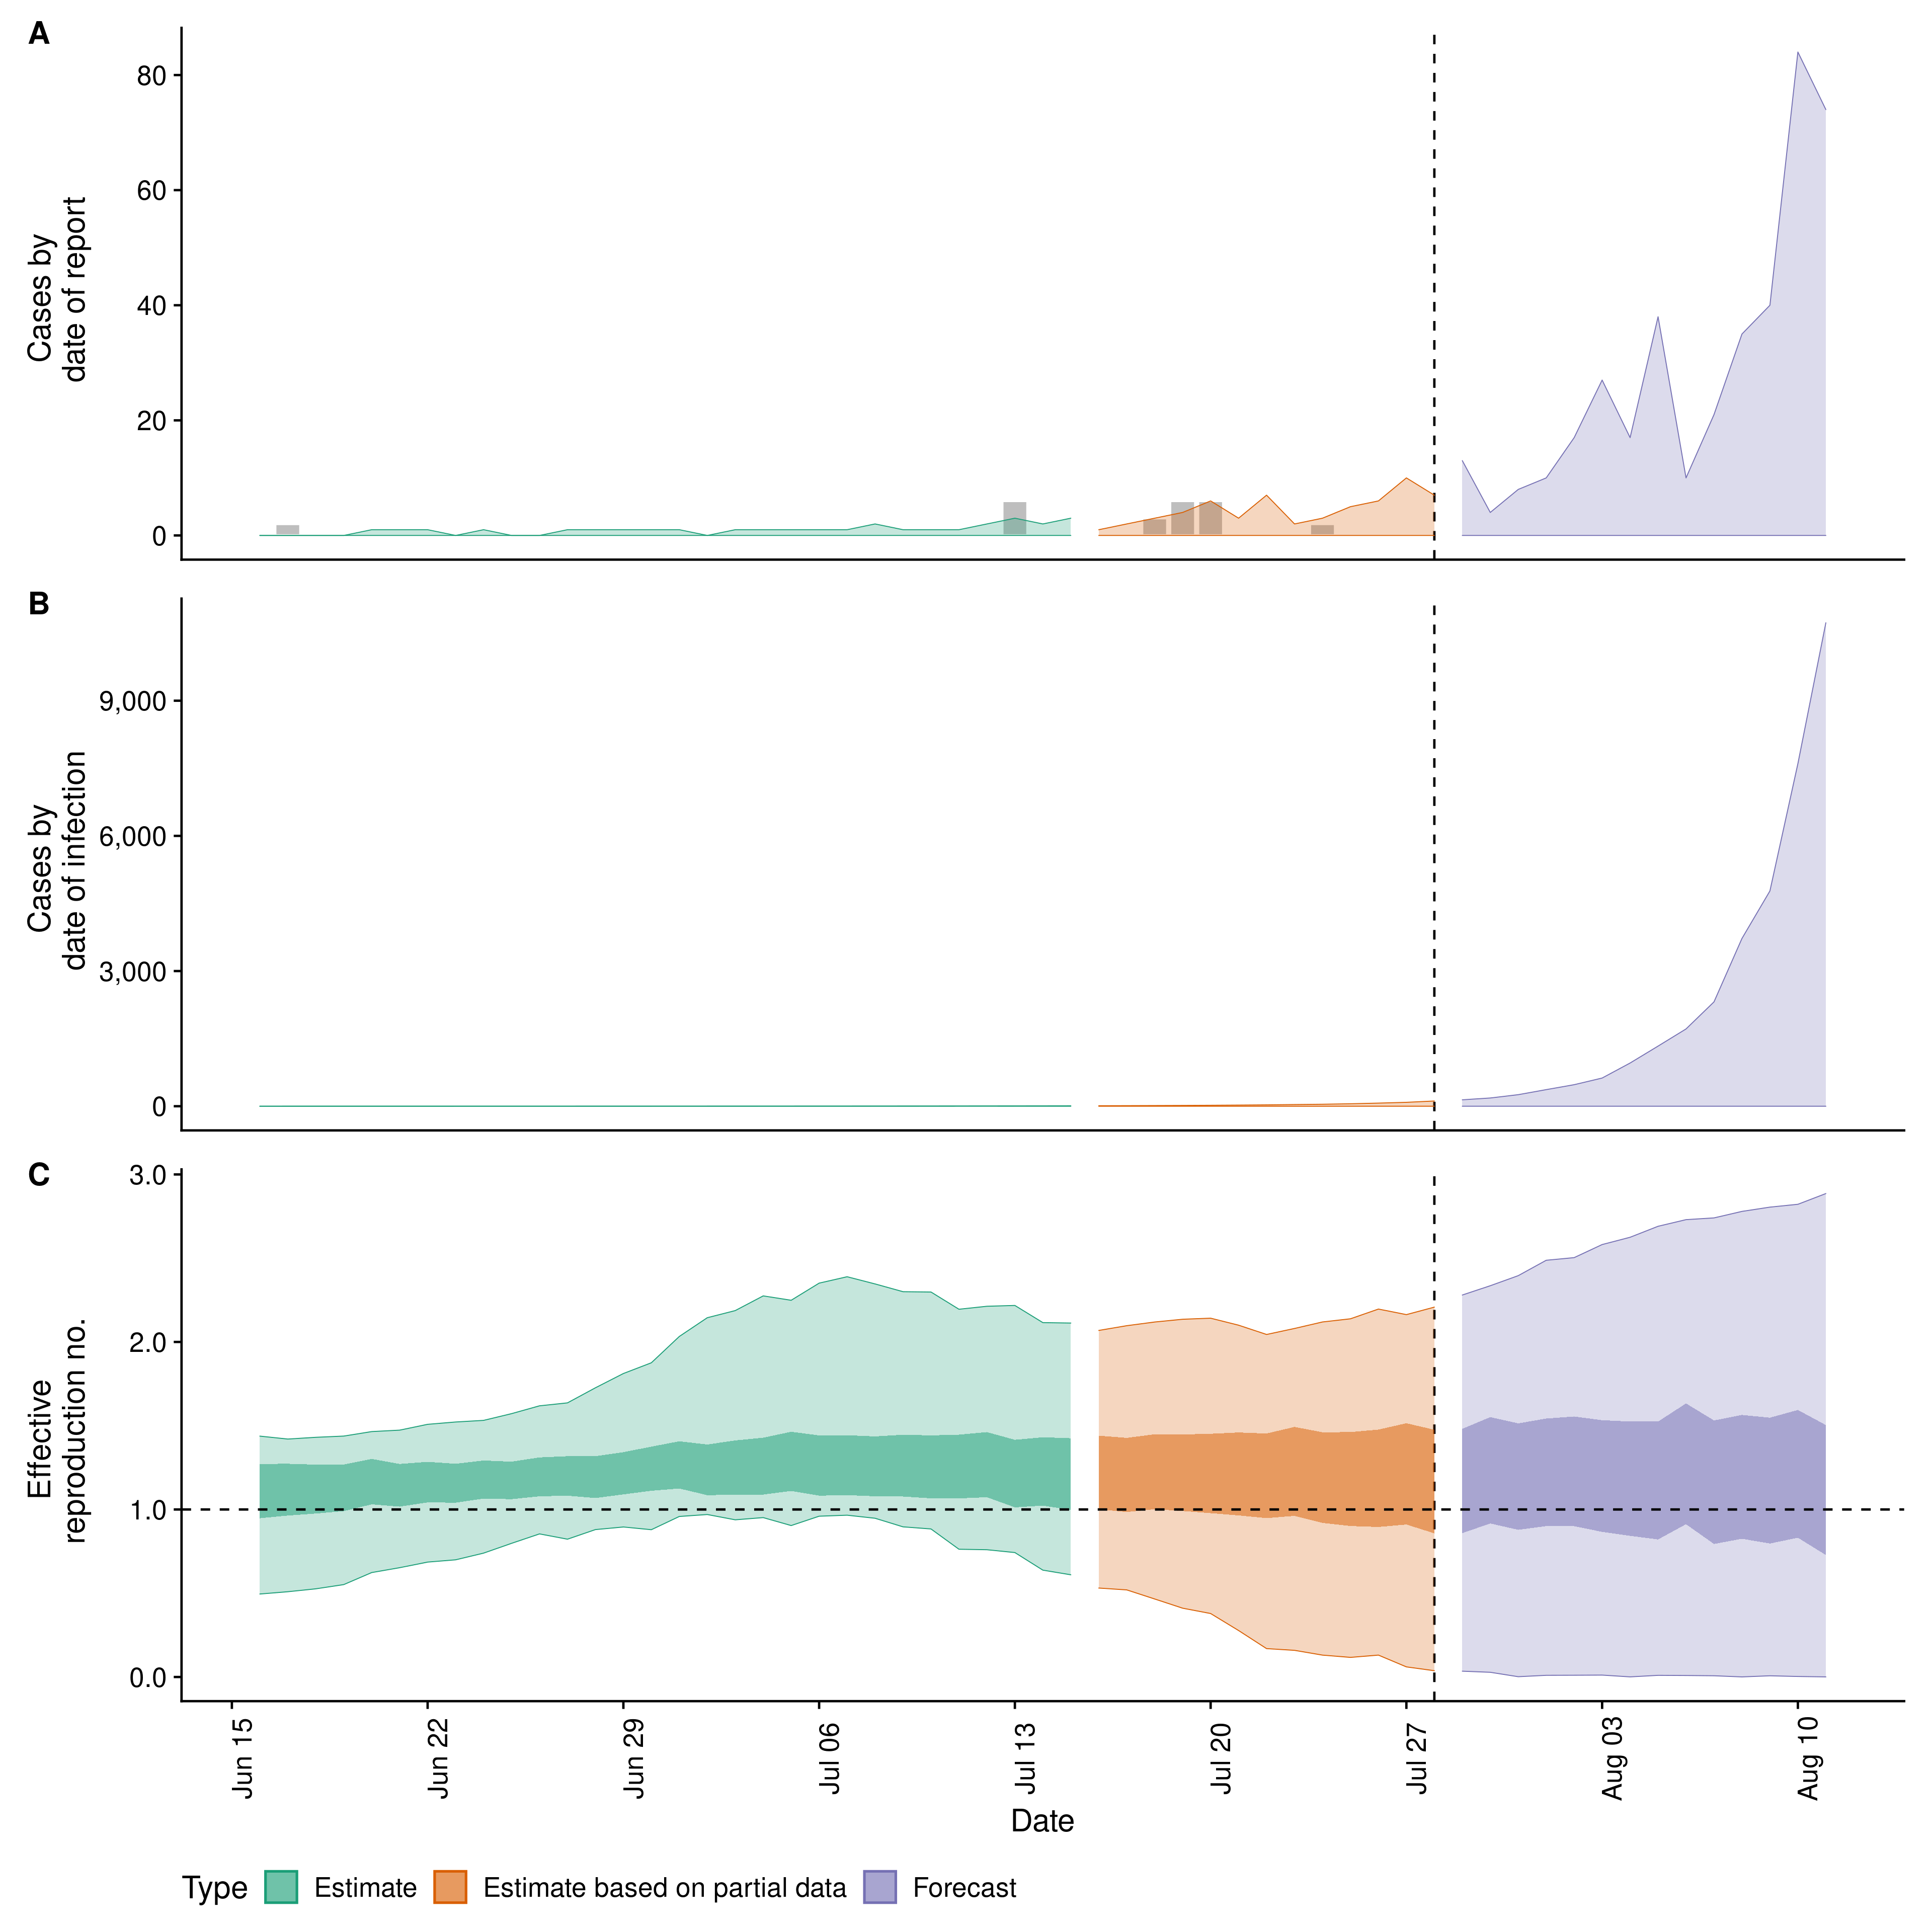 A
80
60
40
20
0
Cases by
date of report
B
9,000
6,000
3,000
0
Cases by
date of infection
C
3.0
2.0
1.0
0.0
Effective
reproduction no.
Jun 15
Jun 22
Jun 29
Jul 06
Jul 13
Jul 20
Jul 27
Aug 03
Aug 10
Date
Type
Estimate
Estimate based on partial data
Forecast